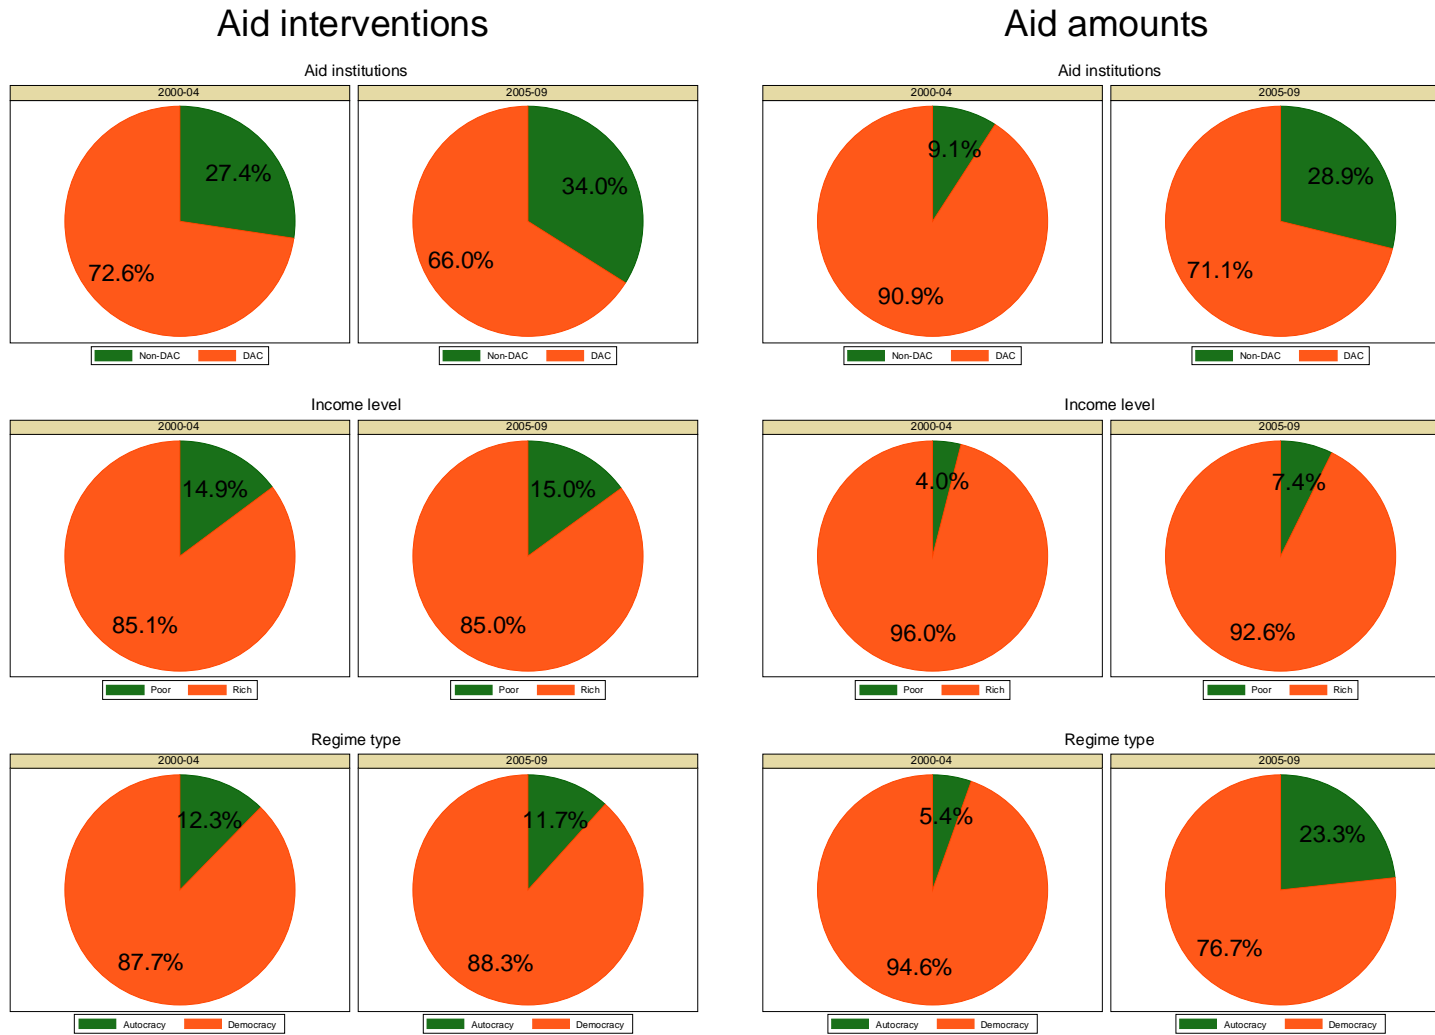 Aid interventions
Aid amounts
Aid institutions
Aid institutions
2000-04
2005-09
2000-04
2005-09
27.4%
72.6%
34.0%
66.0%
9.1%
90.9%
28.9%
71.1%
Non-DAC DAC
Non-DAC DAC
Non-DAC DAC
Non-DAC DAC
Income level
Income level
2000-04
2005-09
2000-04
2005-09
14.9%
85.1%
15.0%
85.0%
4.0%
96.0%
7.4%
92.6%
Poor Rich
Poor Rich
Poor Rich
Poor Rich
Regime type
Regime type
2000-04
2005-09
2000-04
2005-09
12.3%
87.7%
11.7%
88.3%
5.4%
94.6%
23.3%
76.7%
Autocracy Democracy
Autocracy Democracy
Autocracy Democracy
Autocracy Democracy